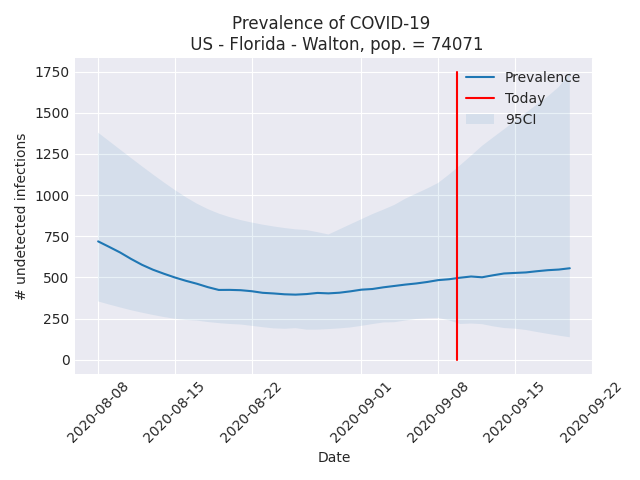 Prevalence of COVID-19
US - Florida - Walton, pop. = 74071
# undetected infections
1750
1500
1250
1000
750
500
250
0
Prevalence
Today
95CI
2020-08-08
2020-08-15
2020-08-22
2020-09-01
2020-09-08
2020-09-15
2020-09-22
Date